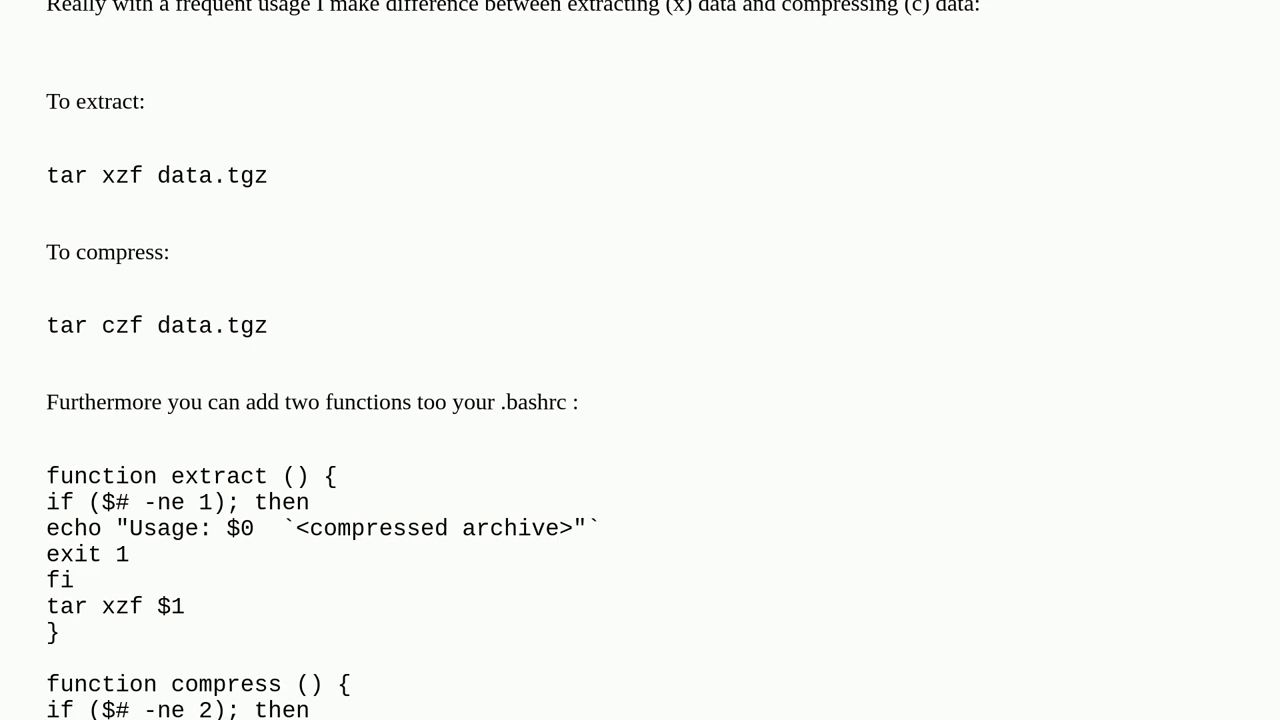 Really with a frequent usage I make difference between extracting (x) data and compressing (c) data:
To extract:
tar xzf data.tgz
To compress:
tar czf data.tgz
Furthermore you can add two functions too your .bashrc :
function extract () {
if ($# -ne 1); then
echo "Usage: $0  `<compressed archive>"`
exit 1
fi
tar xzf $1
}
function compress () {
if ($# -ne 2); then